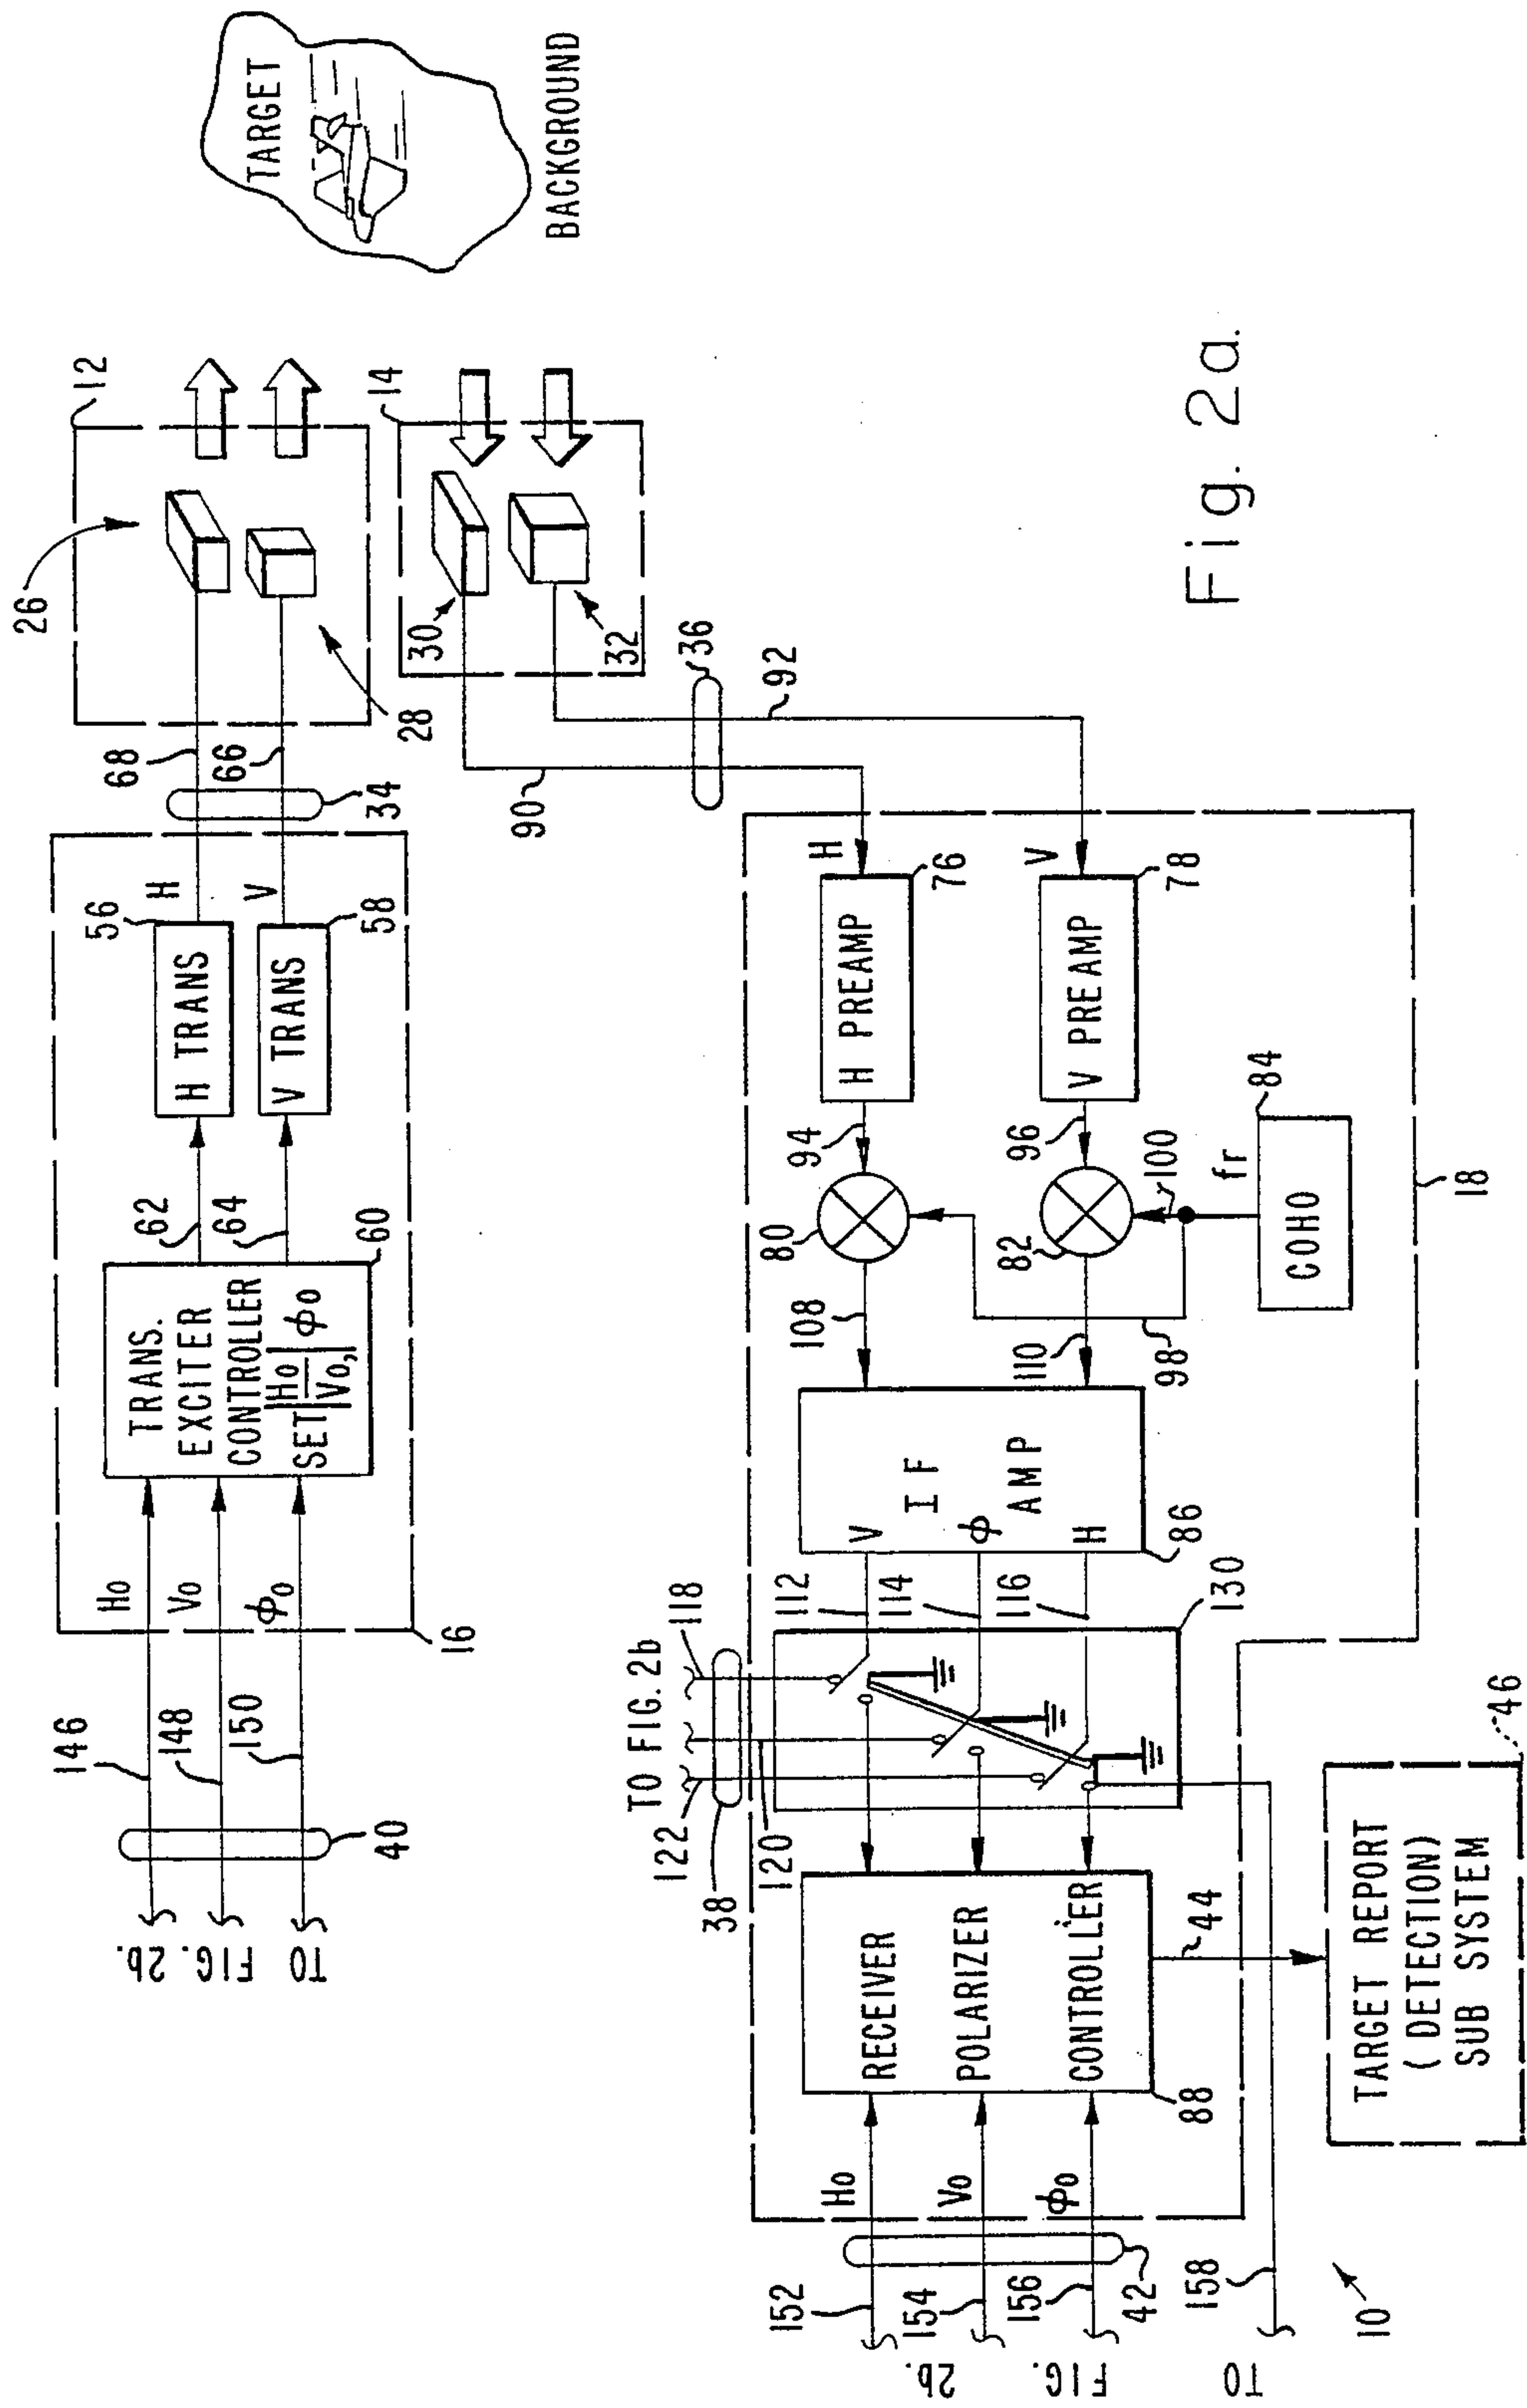 TARGET
BACKGROUND
12
26
28
14
30
32
68
66
34
36
90
92
56
H TRANS
H
58
V TRANS
V
62
64
60
TRANS.
EXCITER
CONTROLLER
SET |Ho/Vo,| ϕo
Ho
Vo
ϕo
16
146
148
150
40
TO FIG. 2b.
H
H PREAMP
76
V
V PREAMP
78
94
96
80
82
100
fr
84
COHO
98
108
110
18
IF
AMP
V
ϕ
H
86
112
114
116
130
TO FIG. 2b
118
120
122
38
RECEIVER
POLARIZER
CONTROLLER
88
44
TARGET REPORT
(DETECTION)
SUB SYSTEM
46
Ho
Vo
ϕo
152
154
156
42
158
TO FIG. 2b.
10
Fig. 2a.